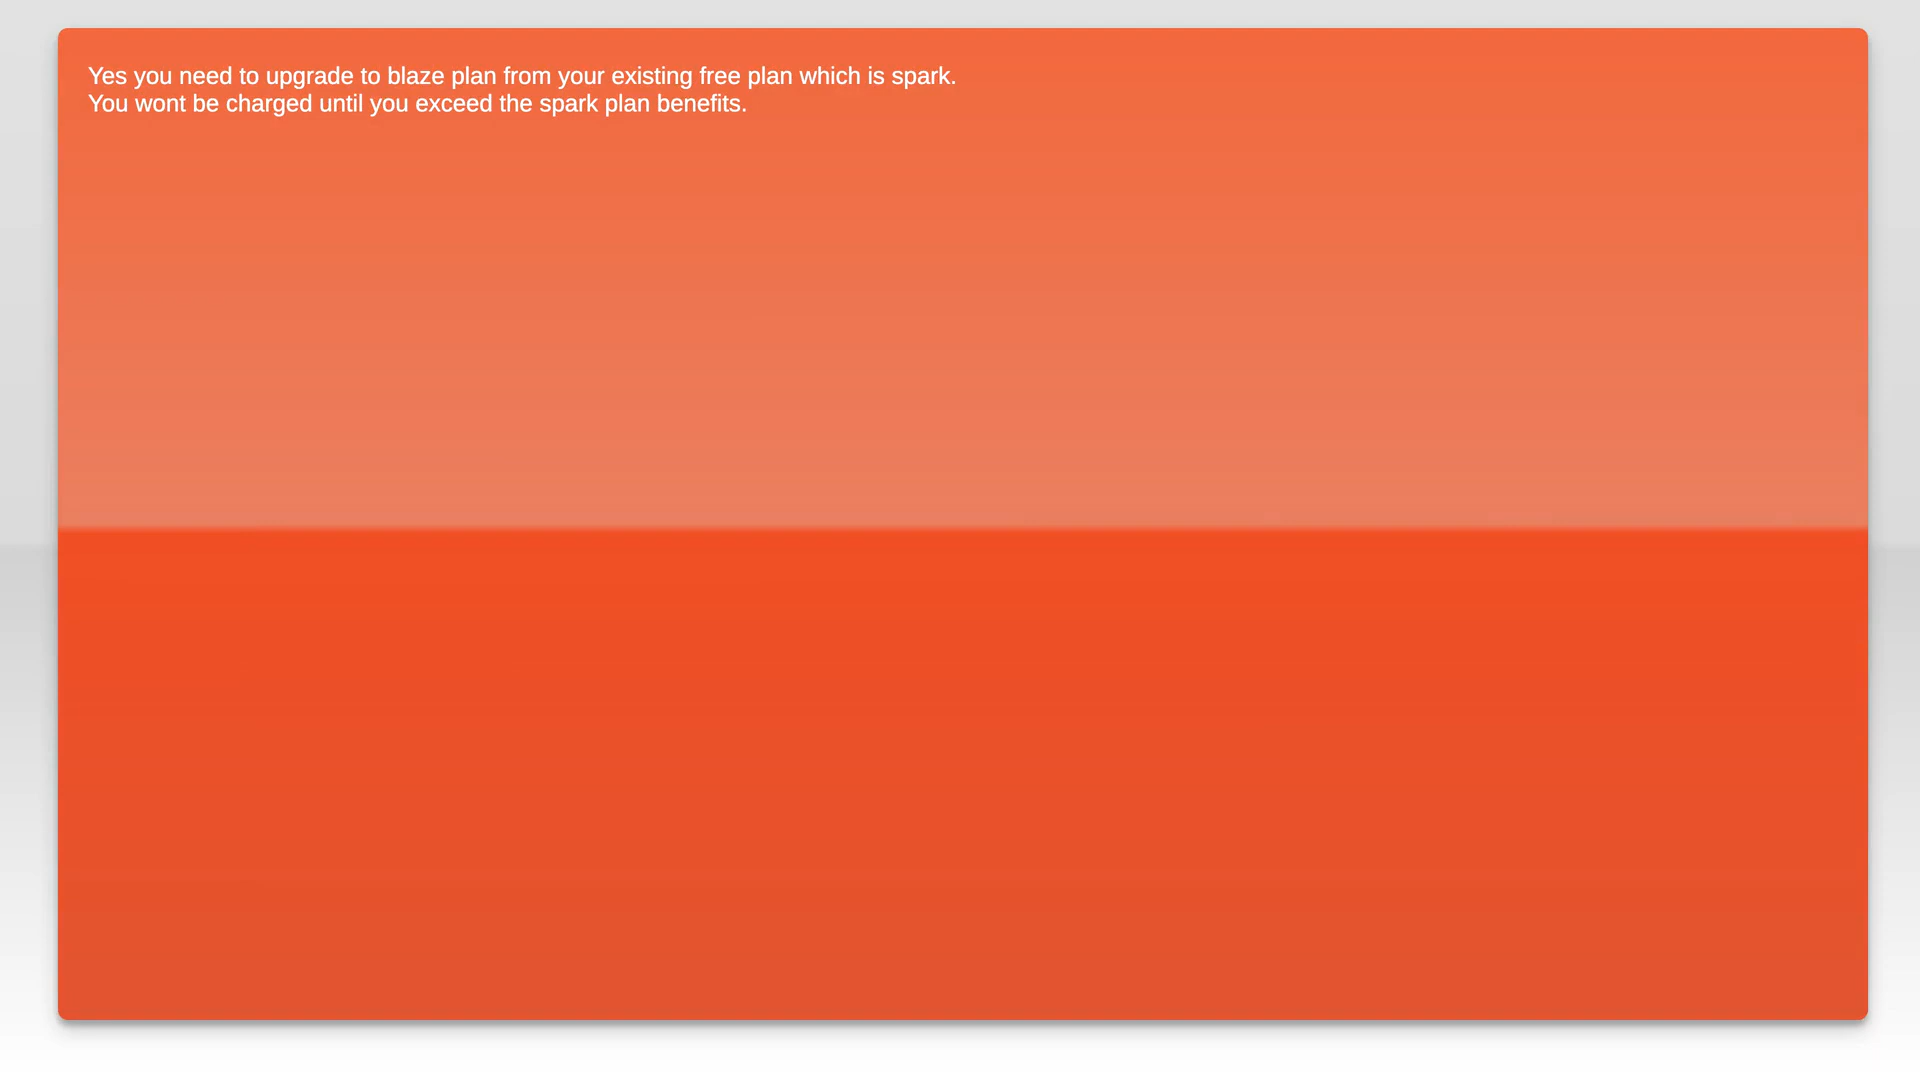 Yes you need to upgrade to blaze plan from your existing free plan which is spark.
You wont be charged until you exceed the spark plan benefits.